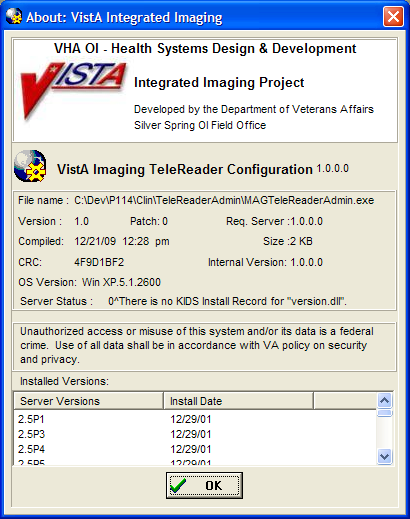 About: VistA Integrated Imaging
VHA OI - Health Systems Design & Development
VISTA
Integrated Imaging Project
Developed by the Department of Veterans Affairs
Silver Spring OI Field Office
VistA Imaging TeleReader Configuration 1.0.0.0
File name : C:\Dev\P114\Clin\TeleReaderAdmin\MAGTeleReaderAdmin.exe
Version : 1.0 Patch: 0 Req. Server :1.0.0.0
Compiled: 12/21/09 12:28 pm Size :2 KB
CRC: 4F9D1BF2 Internal Version: 1.0.0.0
OS Version: Win XP.5.1.2600
Server Status : 0^There is no KIDS Install Record for "version.dll".
Unauthorized access or misuse of this system and/or its data is a federal
crime. Use of all data shall be in accordance with VA policy on security
and privacy.
Installed Versions:
Server Versions Install Date
2.5P1 12/29/01
2.5P3 12/29/01
2.5P4 12/29/01
2.5P5 12/29/01
OK